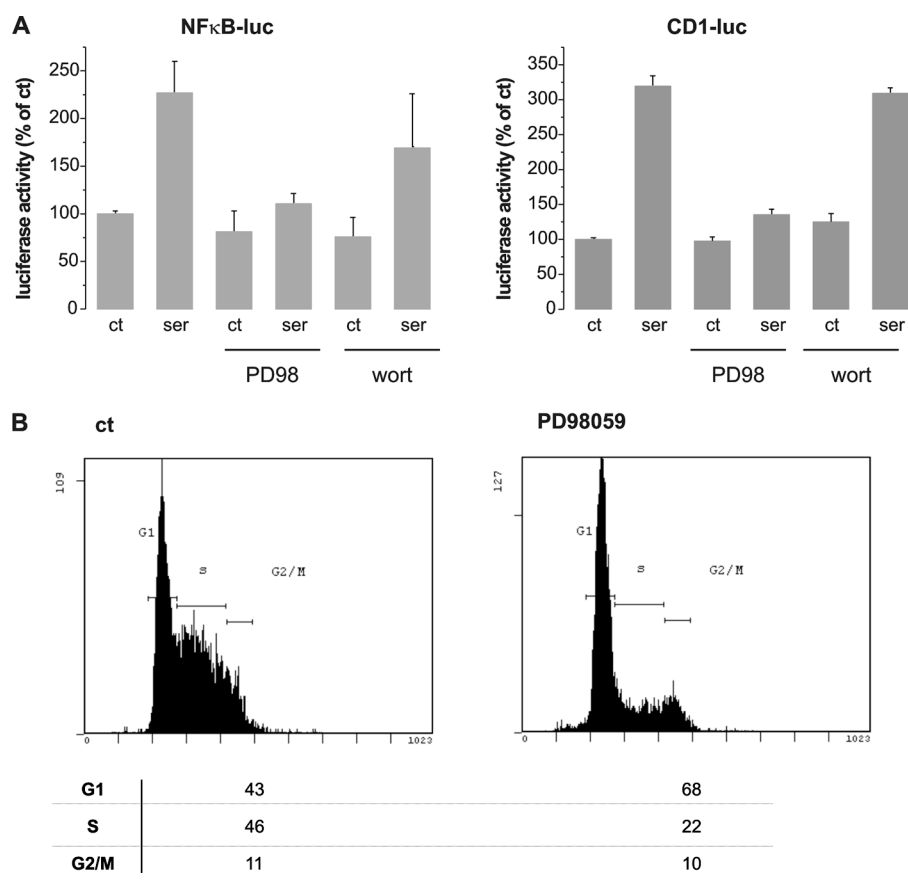 A
NFκB-luc
luciferase activity (% of ct)
250
200
150
100
75
50
0
ct ser ct ser ct ser
PD98 wort
CD1-luc
luciferase activity (% of ct)
350
300
250
200
150
100
50
0
ct ser ct ser ct ser
PD98 wort
B
ct
109
G1
S
G2/M
0 1023
PD98059
127
G1
S
G2/M
0 1023
G1 43 68
S 46 22
G2/M 11 10